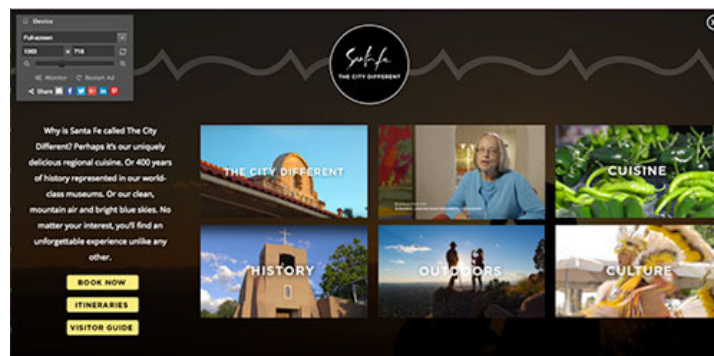 Device
Full-screen
1003 x 718
Monitor Restart Ad
Share
Santa Fe
THE CITY DIFFERENT
Why is Santa Fe called The City
Different? Perhaps it's our uniquely
delicious regional cuisine. Or 400 years
of history represented in our world-
class museums. Or our clean,
mountain air and bright blue skies. No
matter your interest, you'll find an
unforgettable experience unlike any
other.
BOOK NOW
ITINERARIES
VISITOR GUIDE
THE CITY DIFFERENT
CUISINE
HISTORY
OUTDOORS
CULTURE